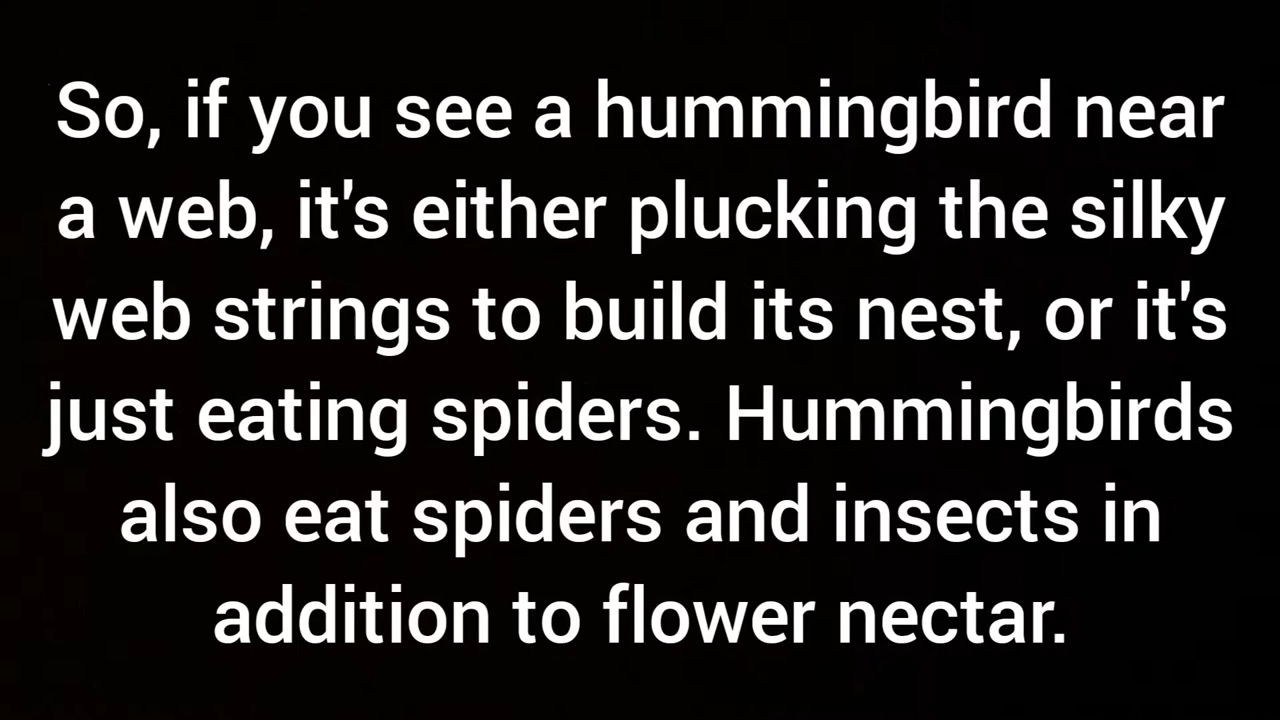 So, if you see a hummingbird near
a web, it's either plucking the silky
web strings to build its nest, or it's
just eating spiders. Hummingbirds
also eat spiders and insects in
addition to flower nectar.